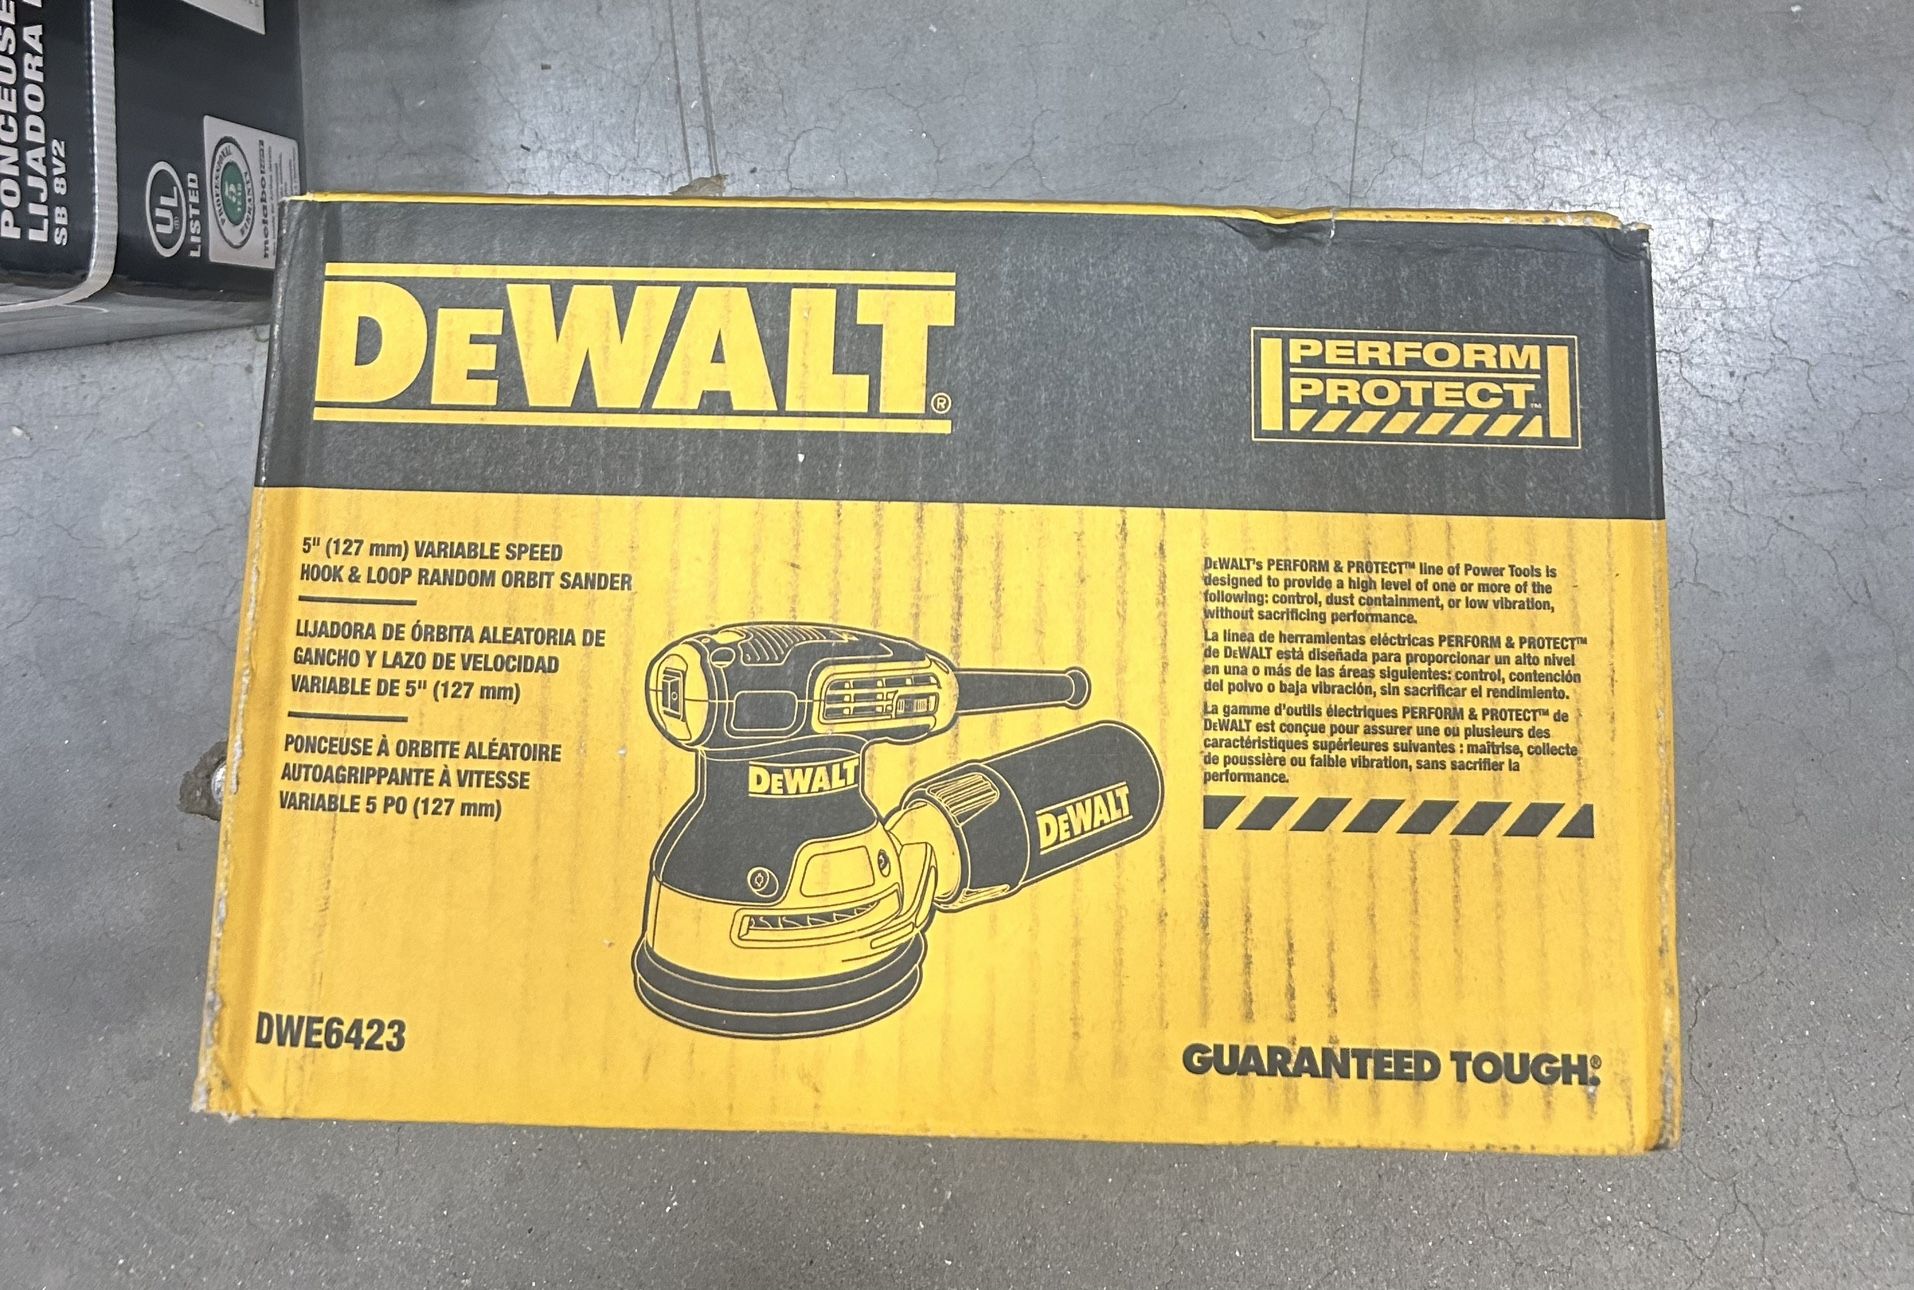 PONCEUSE
LIJADORA
SB 8V2
UL
LISTED
PROFESSIONAL
5
YEAR
metabo
DEWALT®
PERFORM
PROTECT™
5" (127 mm) VARIABLE SPEED
HOOK & LOOP RANDOM ORBIT SANDER
LIJADORA DE ÓRBITA ALEATORIA DE
GANCHO Y LAZO DE VELOCIDAD
VARIABLE DE 5" (127 mm)
PONCEUSE À ORBITE ALÉATOIRE
AUTOAGRIPPANTE À VITESSE
VARIABLE 5 PO (127 mm)
DWE6423
DEWALT
DEWALT
DEWALT's PERFORM & PROTECT™ line of Power Tools is
designed to provide a high level of one or more of the
following: control, dust containment, or low vibration,
without sacrificing performance.
La línea de herramientas eléctricas PERFORM & PROTECT™
de DEWALT está diseñada para proporcionar un alto nivel
en una o más de las áreas siguientes: control, contención
del polvo o baja vibración, sin sacrificar el rendimiento.
La gamme d'outils électriques PERFORM & PROTECT™ de
DEWALT est conçue pour assurer une ou plusieurs des
caractéristiques supérieures suivantes : maîtrise, collecte
de poussière ou faible vibration, sans sacrifier la
performance.
GUARANTEED TOUGH.®